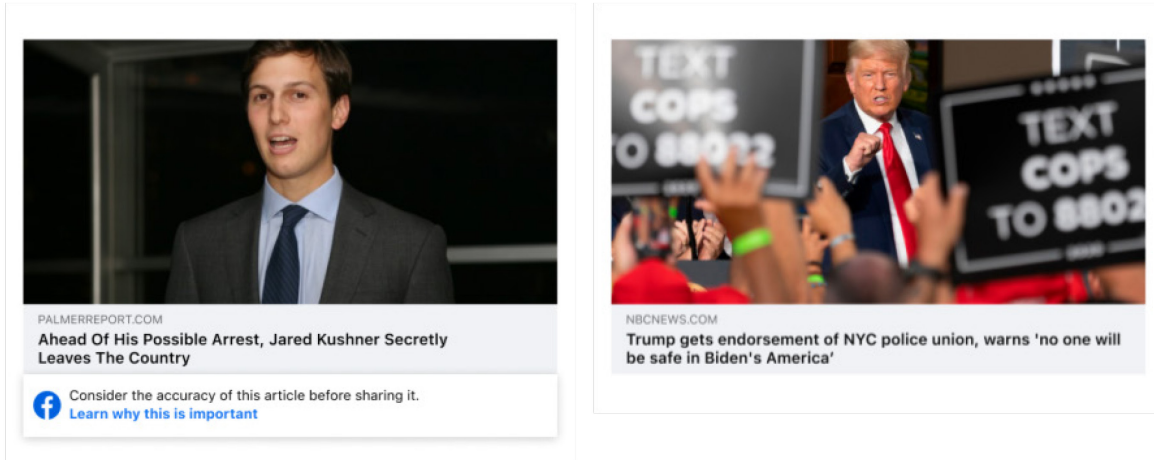 PALMERREPORT.COM
Ahead Of His Possible Arrest, Jared Kushner Secretly
Leaves The Country
Consider the accuracy of this article before sharing it.
Learn why this is important
TEXT
COPS
TO 88022
TEXT
COPS
TO 8802
NBCNEWS.COM
Trump gets endorsement of NYC police union, warns 'no one will
be safe in Biden's America'